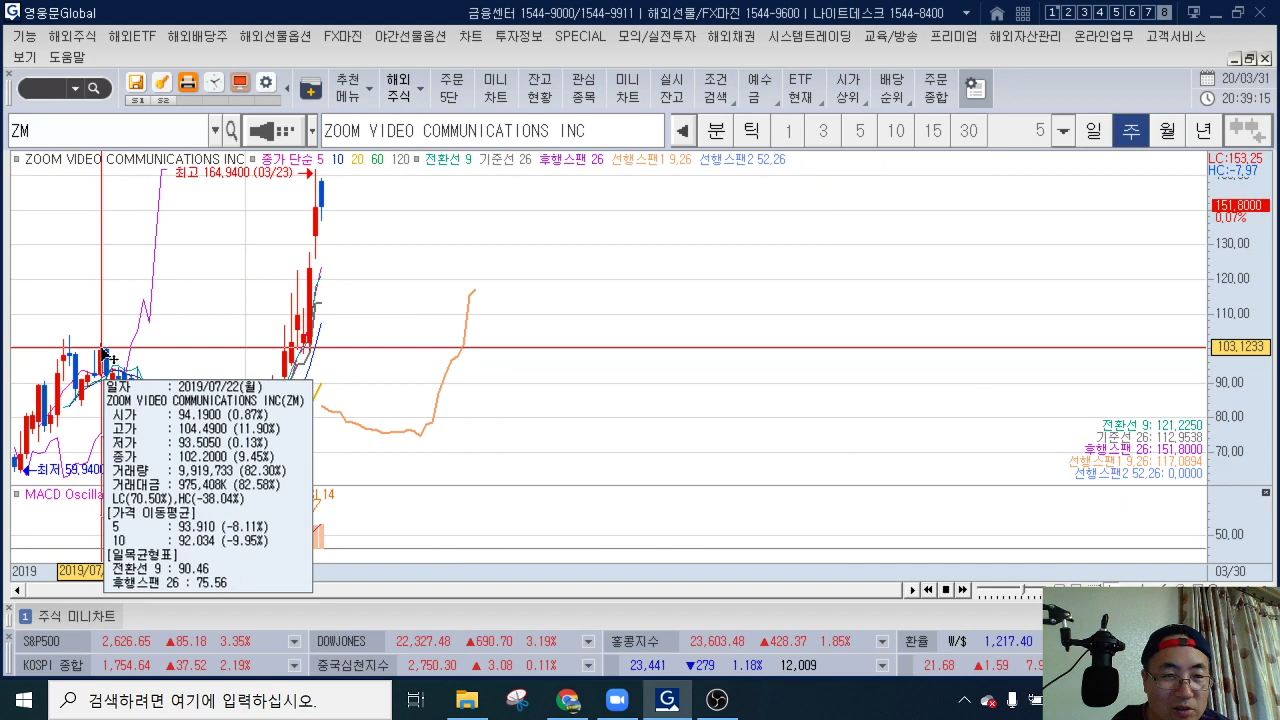 영웅문Global
금융센터 1544-9000/1544-9911 | 해외선물/FX마진 1544-9600 | 나이트데스크 1544-8400
1 2 3 4 5 6 7 8
기능 해외주식 해외ETF 해외배당주 해외선물옵션 FX마진 야간선물옵션 차트 투자정보 SPECIAL 모의/실전투자 해외채권 시스템트레이딩 교육/방송 프리미엄 해외자산관리 온라인업무 고객서비스
보기 도움말
S1 S2
추천 메뉴
해외 주식
주문 5단
미니 차트
잔고 현황
관심 종목
미니 차트
실시 잔고
조건 검색
예수 금
ETF 현재
시가 상위
배당 순위
주문 종합
20/03/31
20:39:15
ZM
ZOOM VIDEO COMMUNICATIONS INC
분 틱 1 3 5 10 15 30 5 일 주 월 년
ZOOM VIDEO COMMUNICATIONS INC 종가 단순 5 10 20 60 120 전환선 9 기준선 26 후행스팬 26 선행스팬1 9,26 선행스팬2 52,26
LC:153,25
HC:-7,97
최고 164,9400 (03/23)
151,8000
0,07%
130,00
120,00
110,00
103,1233
90,00
80,00
70,00
최저 59,9400
일자 : 2019/07/22(월)
ZOOM VIDEO COMMUNICATIONS INC(ZM)
시가 : 94.1900 (0.87%)
고가 : 104.4900 (11.90%)
저가 : 93.5050 (0.13%)
종가 : 102.2000 (9.45%)
거래량 : 9,919,733 (82.30%)
거래대금 : 975,408K (82.58%)
LC(70.50%),HC(-38.04%)
[가격 이동평균]
5 : 93.910 (-8.11%)
10 : 92.034 (-9.95%)
[일목균형표]
전환선 9 : 90.46
후행스팬 26 : 75.56
전환선 9: 121,2250
기준선 26: 112,9538
후행스팬 26: 151,8000
선행스팬1 9,26: 117,0894
선행스팬2 52,26: 0,0000
MACD Oscilla
14
50,00
2019
2019/07/
03/30
1 주식 미니차트
S&P500 2,626,65 ▲85,18 3,35%
DOWJONES 22,327,48 ▲690,70 3,19%
홍콩지수 23,603,48 ▲428,37 1,85%
환율 W/$ 1,217,40
KOSPI 종합 1,754,64 ▲37,52 2,19%
중국심천지수 2,750,30 ▲ 3,08 0,11%
23,441 ▼279 1,18% 12,009
21,68 ▲1,59
검색하려면 여기에 입력하십시오.